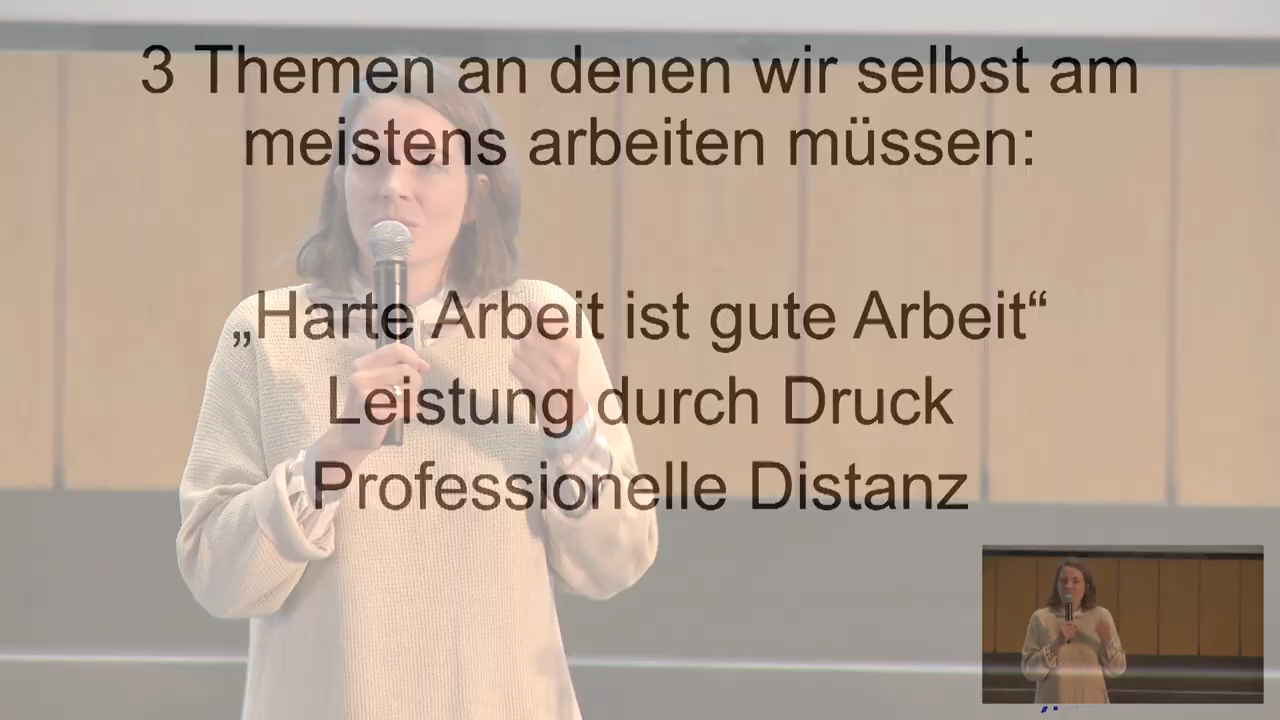 3 Themen an denen wir selbst am
meistens arbeiten müssen:
„Harte Arbeit ist gute Arbeit“
Leistung durch Druck
Professionelle Distanz